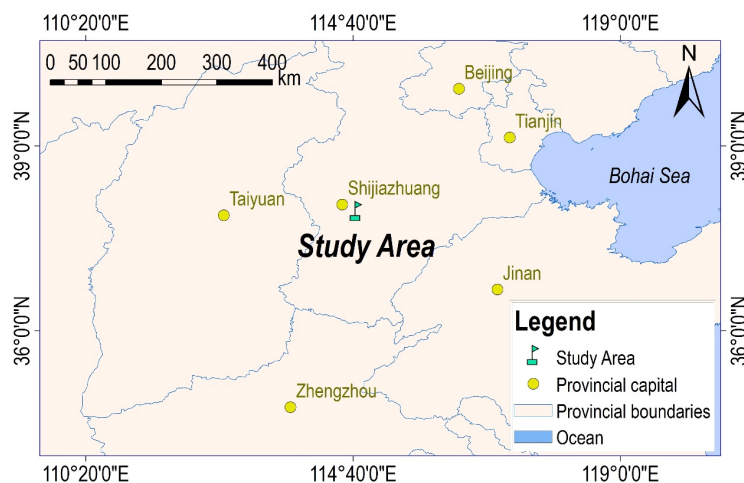 110°20'0"E 114°40'0"E 119°0'0"E
0 50 100 200 300 400
km
N
Beijing
Tianjin
39°0'0"N 39°0'0"N
Bohai Sea
Taiyuan
Shijiazhuang
Study Area
Jinan
36°0'0"N 36°0'0"N
Legend
Study Area
Provincial capital
Provincial boundaries
Ocean
Zhengzhou
110°20'0"E 114°40'0"E 119°0'0"E